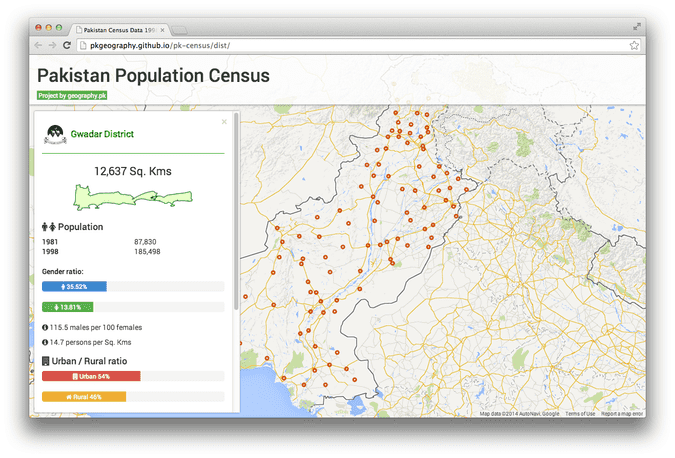 Pakistan Census Data 199
pkgeography.github.io/pk-census/dist/
Pakistan Population Census
Project by geography.pk
Gwadar District
12,637 Sq. Kms
Population
1981 87,830
1998 185,498
Gender ratio:
35.52%
13.81%
115.5 males per 100 females
14.7 persons per Sq. Kms
Urban / Rural ratio
Urban 54%
Rural 46%
Map data ©2014 AutoNavi, Google Terms of Use Report a map error